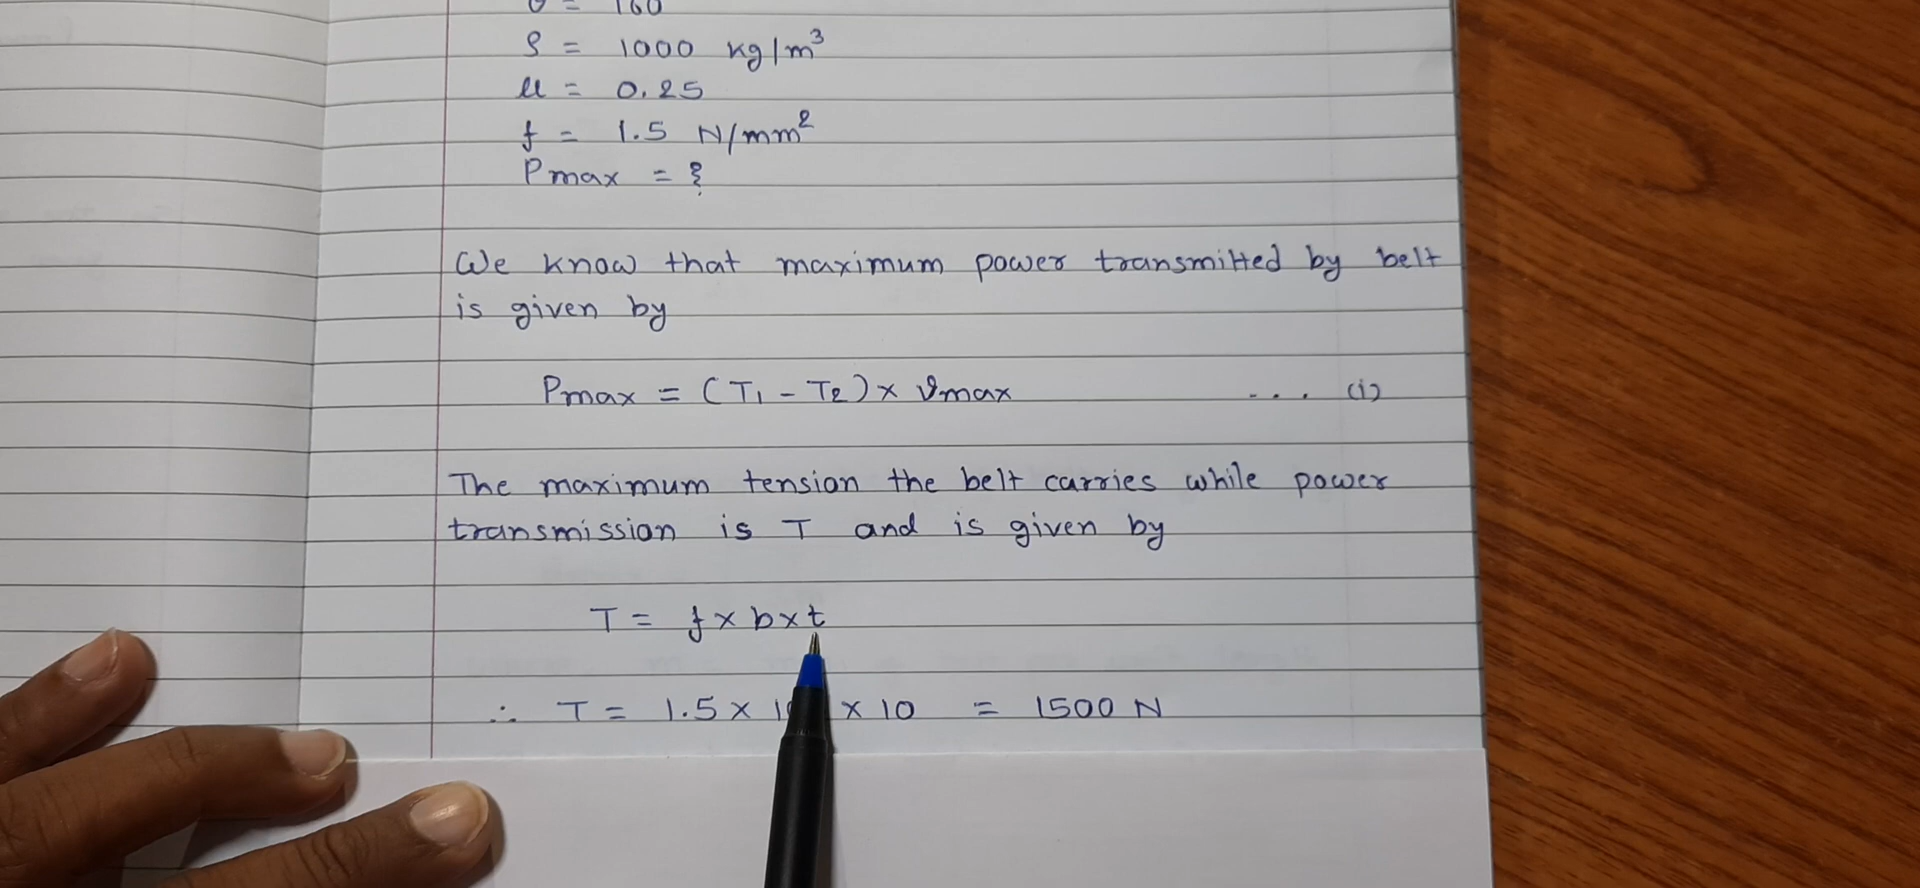 θ = 160
ρ = 1000 kg/m³
μ = 0.25
f = 1.5 N/mm²
Pmax = ?
We know that maximum power transmitted by belt
is given by
Pmax = (T₁ - T₂) × vmax ... (i)
The maximum tension the belt carries while power
transmission is T and is given by
T = f × b × t
∴ T = 1.5 × × 10 = 1500 N